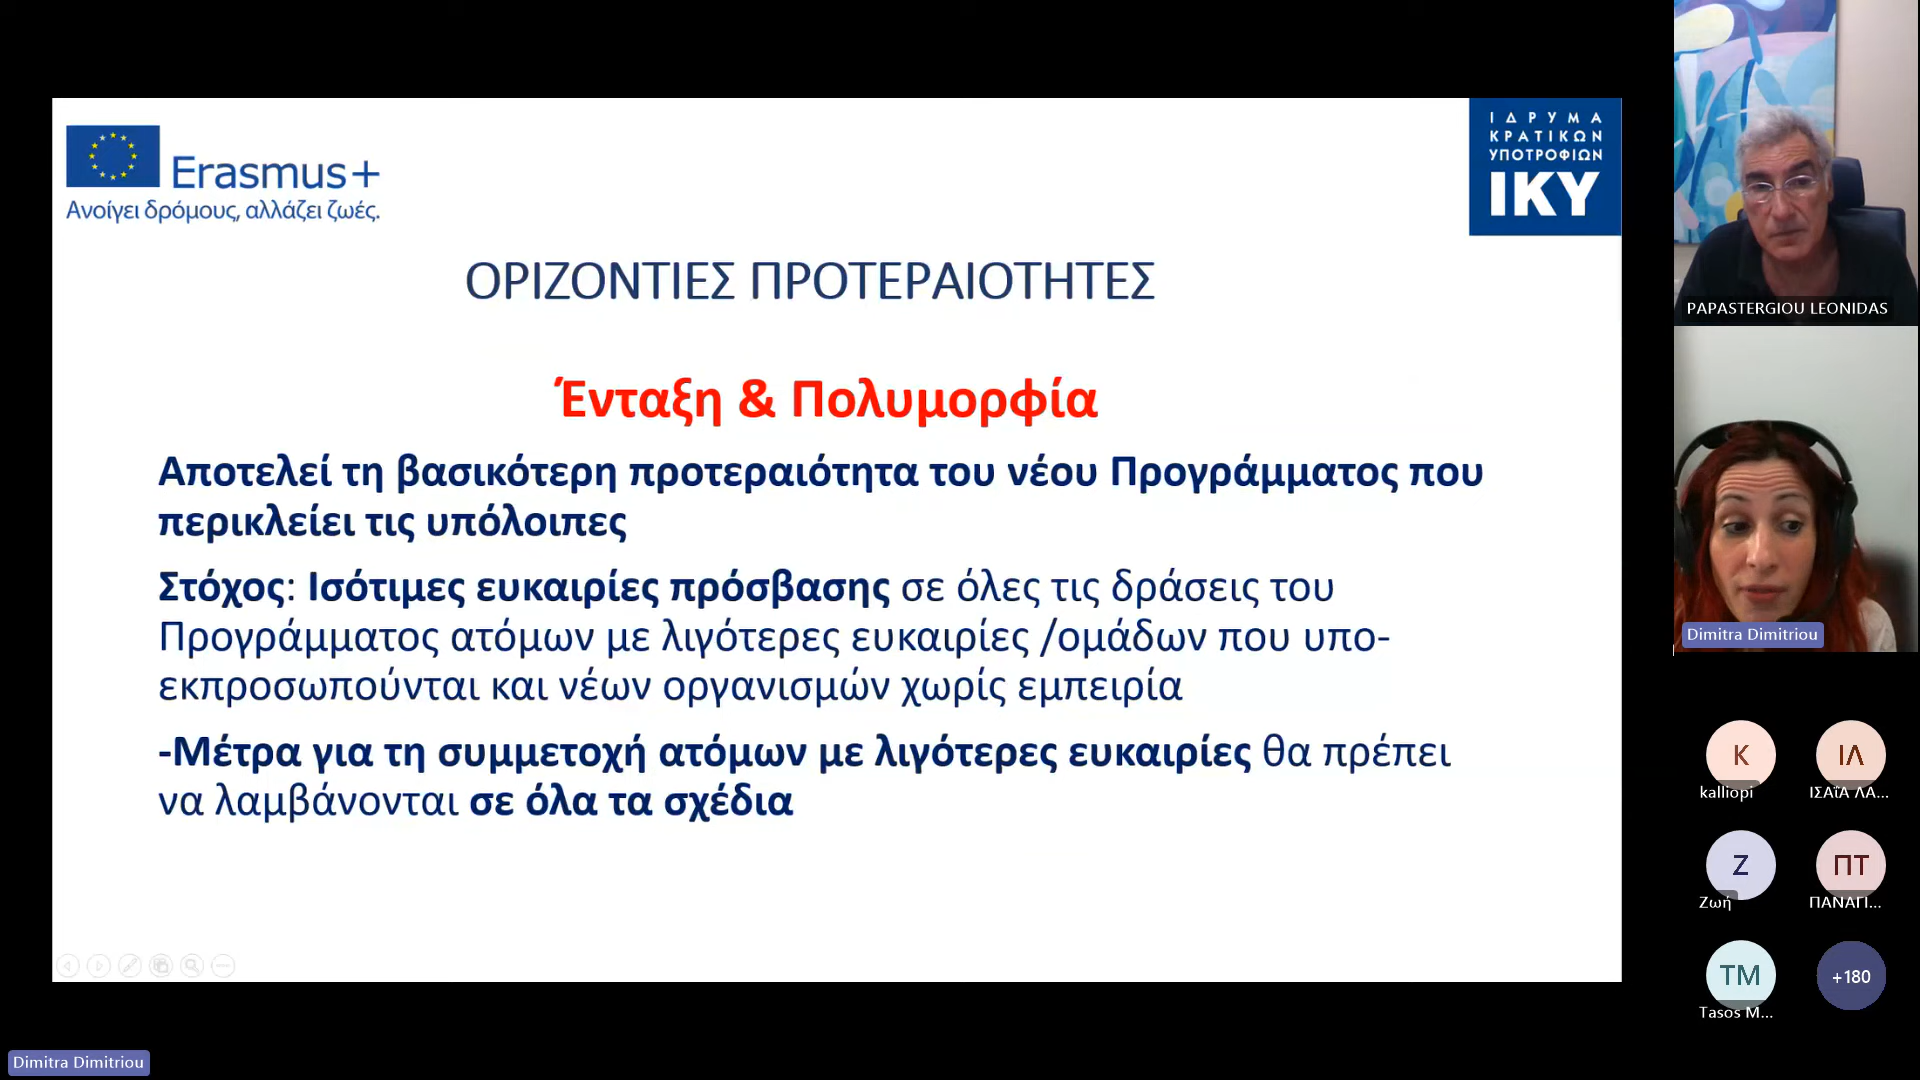 Erasmus+
Ανοίγει δρόμους, αλλάζει ζωές.
ΙΔΡΥΜΑ
ΚΡΑΤΙΚΩΝ
ΥΠΟΤΡΟΦΙΩΝ
ΙΚΥ
ΟΡΙΖΟΝΤΙΕΣ ΠΡΟΤΕΡΑΙΟΤΗΤΕΣ
Ένταξη & Πολυμορφία
Αποτελεί τη βασικότερη προτεραιότητα του νέου Προγράμματος που
περικλείει τις υπόλοιπες
Στόχος: Ισότιμες ευκαιρίες πρόσβασης σε όλες τις δράσεις του
Προγράμματος ατόμων με λιγότερες ευκαιρίες /ομάδων που υπο-
εκπροσωπούνται και νέων οργανισμών χωρίς εμπειρία
-Μέτρα για τη συμμετοχή ατόμων με λιγότερες ευκαιρίες θα πρέπει
να λαμβάνονται σε όλα τα σχέδια
PAPASTERGIOU LEONIDAS
Dimitra Dimitriou
K
kalliopi
ΙΛ
ΙΣΑΪΑ ΛΑ...
Ζ
Ζωή
ΠΤ
ΠΑΝΑΓΙ...
TM
Tasos M...
+180
Dimitra Dimitriou